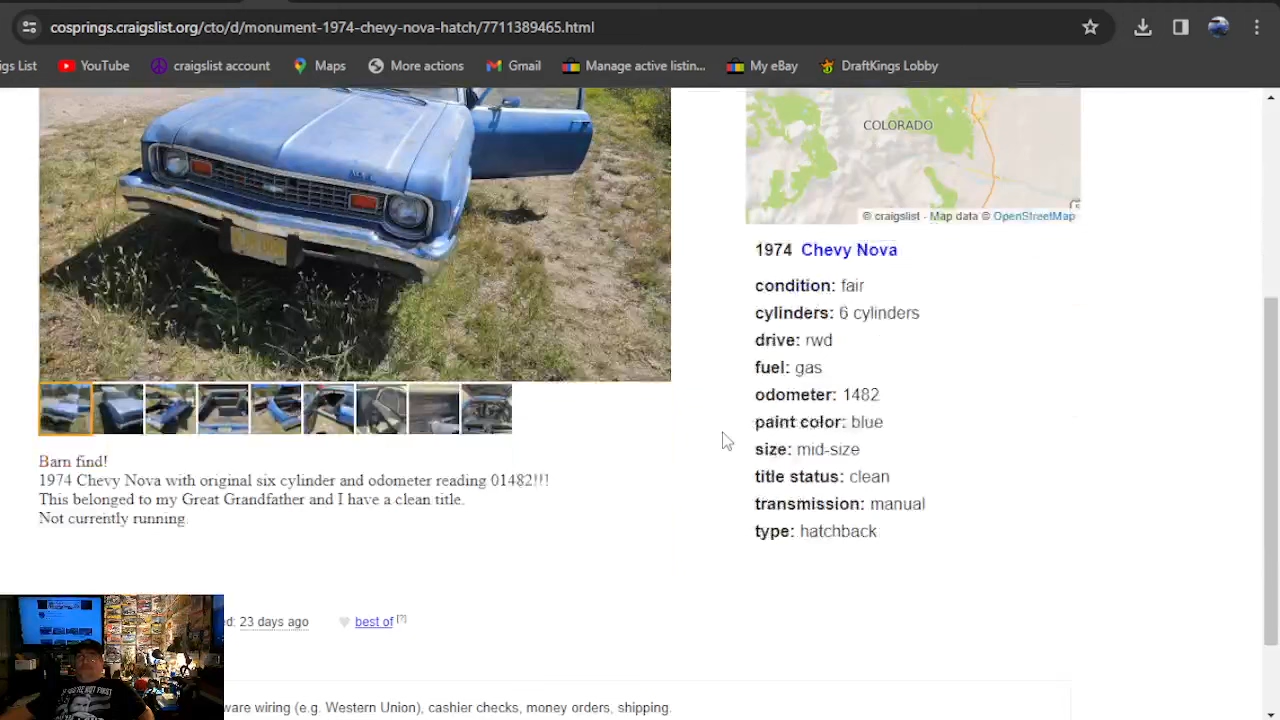 cosprings.craigslist.org/cto/d/monument-1974-chevy-nova-hatch/7711389465.html
igs List YouTube craigslist account Maps More actions Gmail Manage active listin... My eBay DraftKings Lobby
COLORADO
© craigslist - Map data © OpenStreetMap
1974 Chevy Nova
condition: fair
cylinders: 6 cylinders
drive: rwd
fuel: gas
odometer: 1482
paint color: blue
size: mid-size
title status: clean
transmission: manual
type: hatchback
Barn find!
1974 Chevy Nova with original six cylinder and odometer reading 01482!!!
This belonged to my Great Grandfather and I have a clean title.
Not currently running.
ed: 23 days ago best of [?]
ware wiring (e.g. Western Union), cashier checks, money orders, shipping.